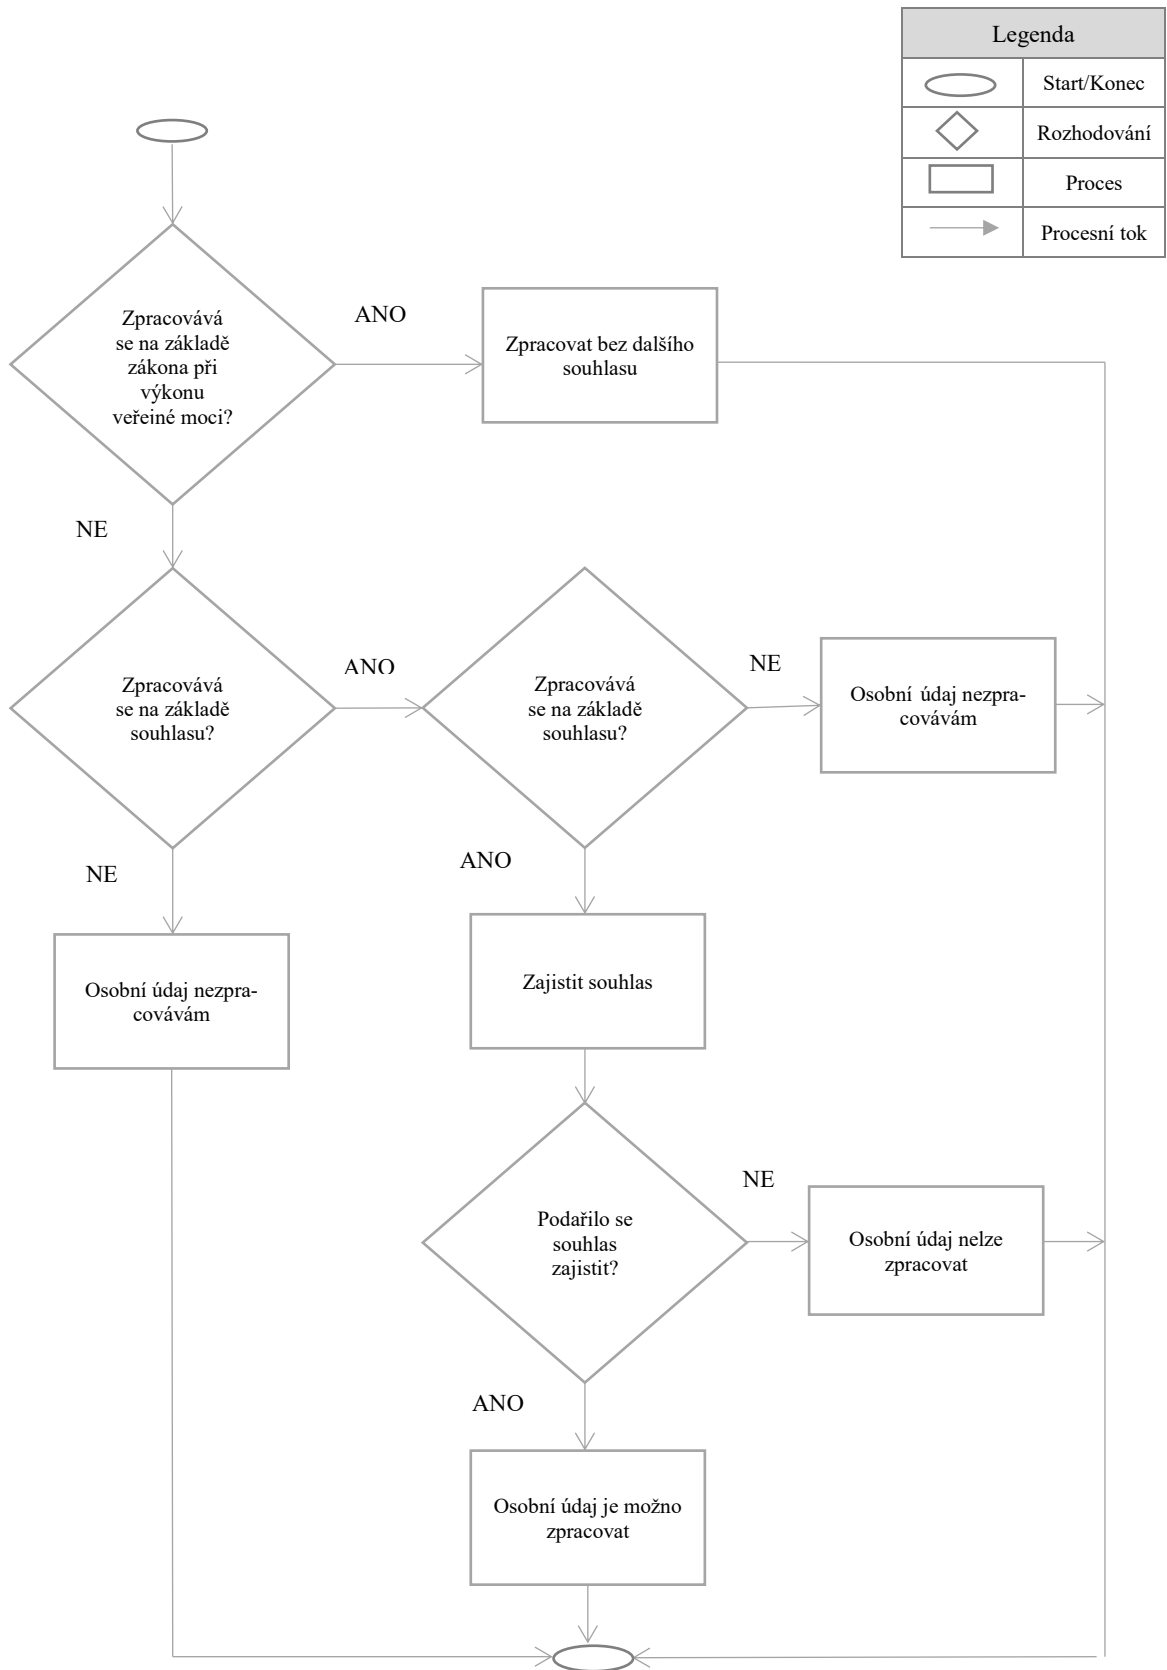 Legenda
Start/Konec
Rozhodování
Proces
Procesní tok
Zpracovává
se na základě
zákona při
výkonu
veřejné moci?
ANO
Zpracovat bez dalšího
souhlasu
NE
Zpracovává
se na základě
souhlasu?
ANO
Zpracovává
se na základě
souhlasu?
NE
Osobní údaj nezpra-
covávám
NE
ANO
Osobní údaj nezpra-
covávám
Zajistit souhlas
Podařilo se
souhlas
zajistit?
NE
Osobní údaj nelze
zpracovat
ANO
Osobní údaj je možno
zpracovat